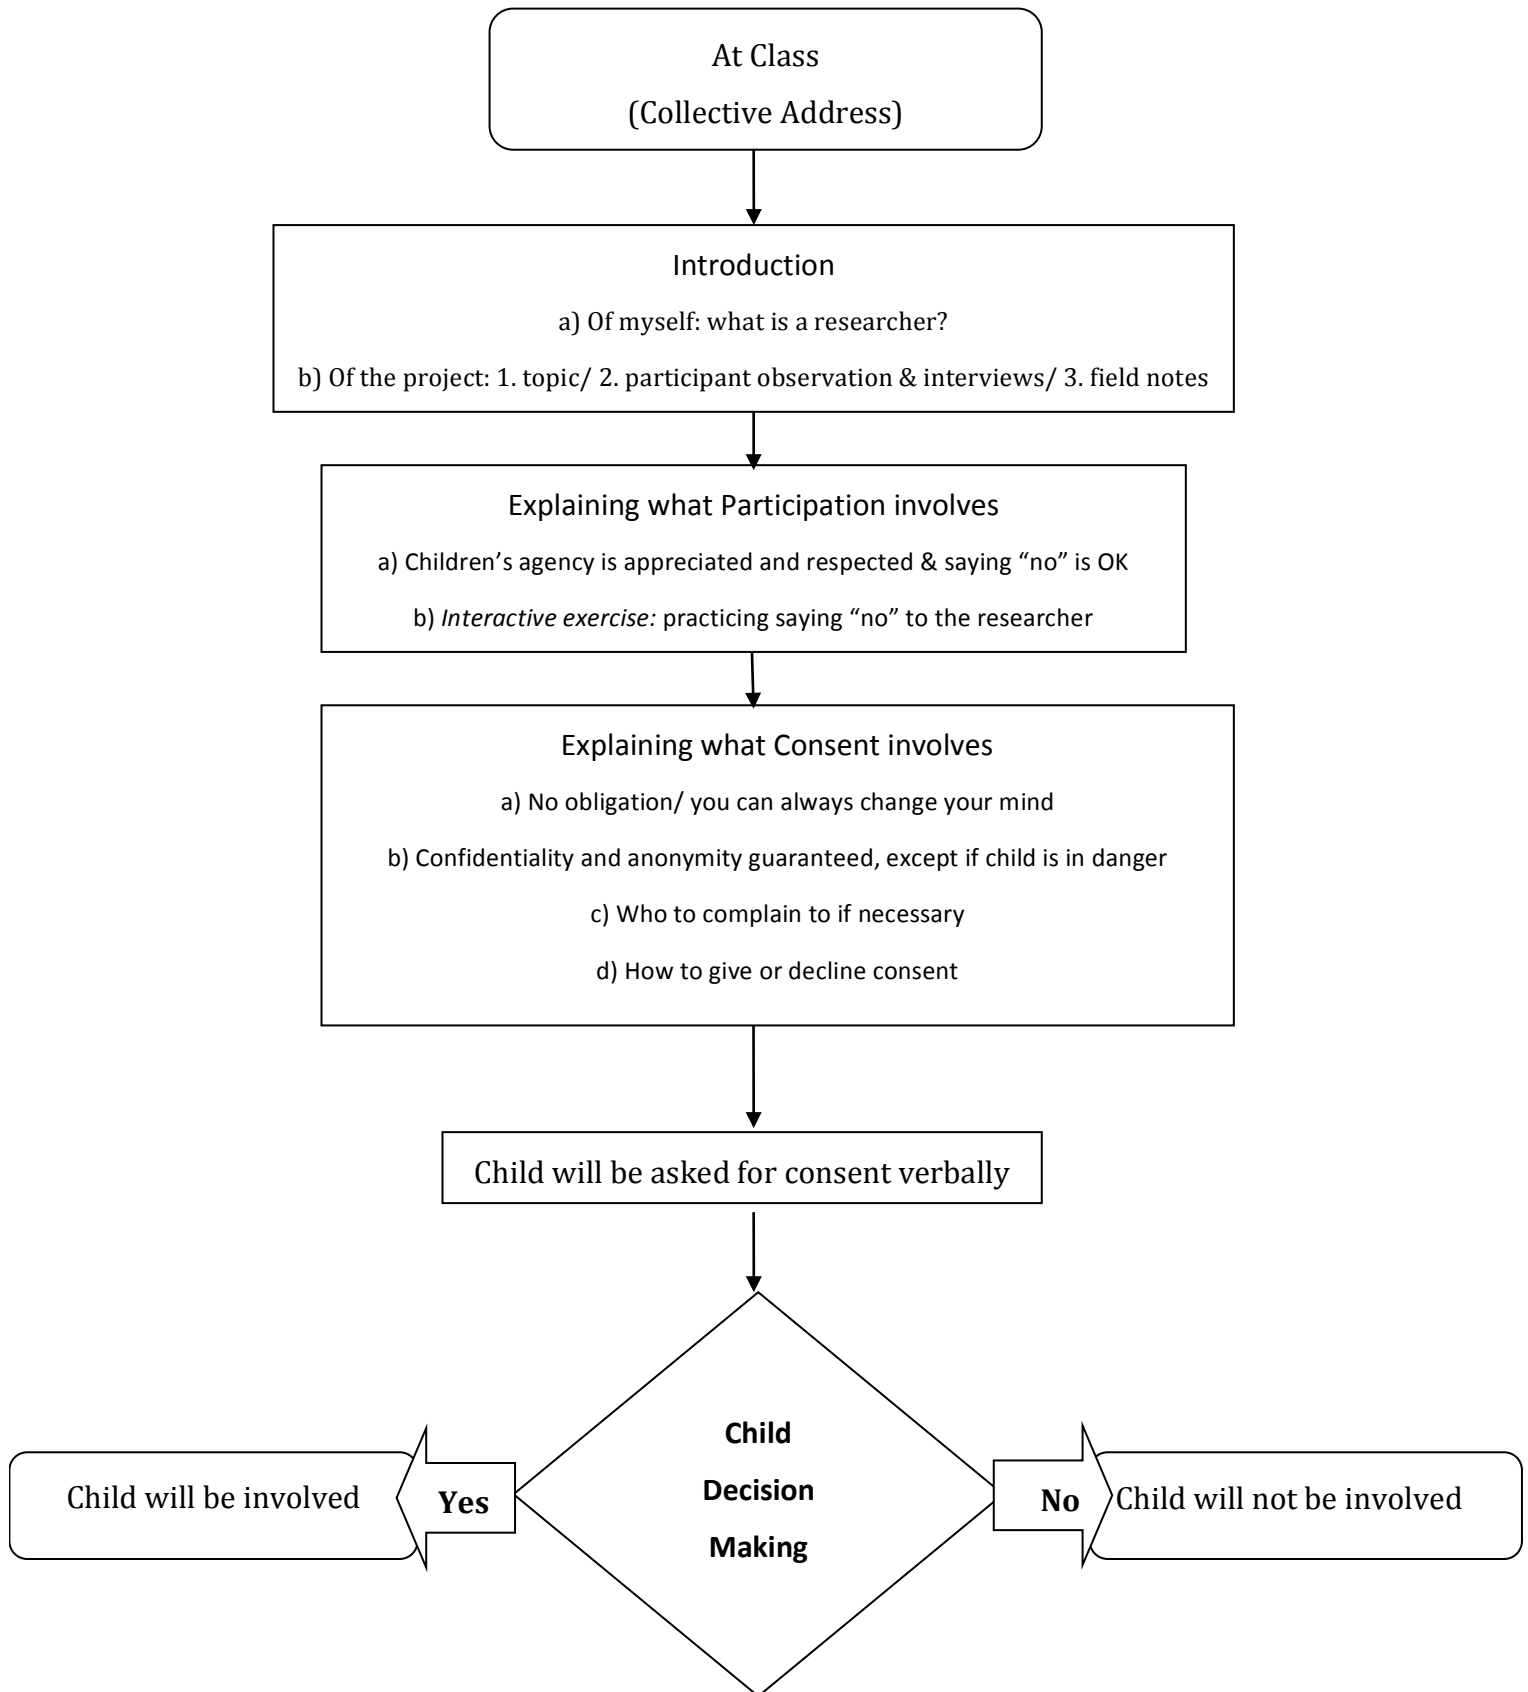 At Class
(Collective Address)
Introduction
a) Of myself: what is a researcher?
b) Of the project: 1. topic/ 2. participant observation & interviews/ 3. field notes
Explaining what Participation involves
a) Children’s agency is appreciated and respected & saying “no” is OK
b) Interactive exercise: practicing saying “no” to the researcher
Explaining what Consent involves
a) No obligation/ you can always change your mind
b) Confidentiality and anonymity guaranteed, except if child is in danger
c) Who to complain to if necessary
d) How to give or decline consent
Child will be asked for consent verbally
Child
Decision
Making
Child will be involved
Yes
No
Child will not be involved